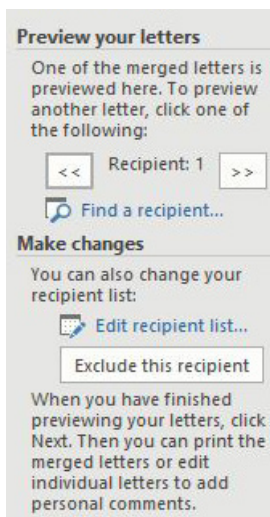 Preview your letters
One of the merged letters is
previewed here. To preview
another letter, click one of
the following:
<< Recipient: 1 >>
Find a recipient...
Make changes
You can also change your
recipient list:
Edit recipient list...
Exclude this recipient
When you have finished
previewing your letters, click
Next. Then you can print the
merged letters or edit
individual letters to add
personal comments.